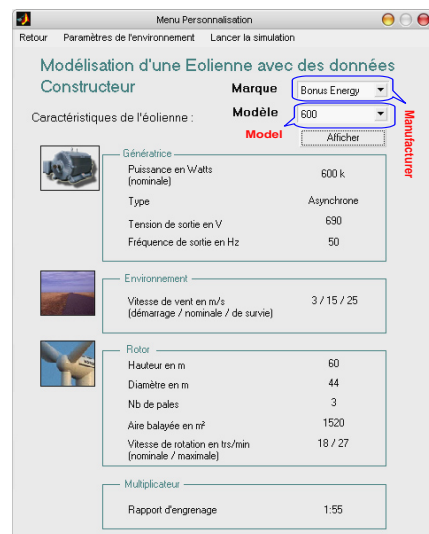 Menu Personnalisation
Retour Paramètres de l'environnement Lancer la simulation
Modélisation d'une Eolienne avec des données
Constructeur
Marque Bonus Energy
Caractéristiques de l'éolienne : Modèle 600
Model Afficher
Manufacturer
Génératrice
Puissance en Watts
(nominale) 600 k
Type Asynchrone
Tension de sortie en V 690
Fréquence de sortie en Hz 50
Environnement
Vitesse de vent en m/s 3 / 15 / 25
(démarrage / nominale / de survie)
Rotor
Hauteur en m 60
Diamètre en m 44
Nb de pales 3
Aire balayée en m² 1520
Vitesse de rotation en trs/min 18 / 27
(nominale / maximale)
Multiplicateur
Rapport d'engrenage 1:55